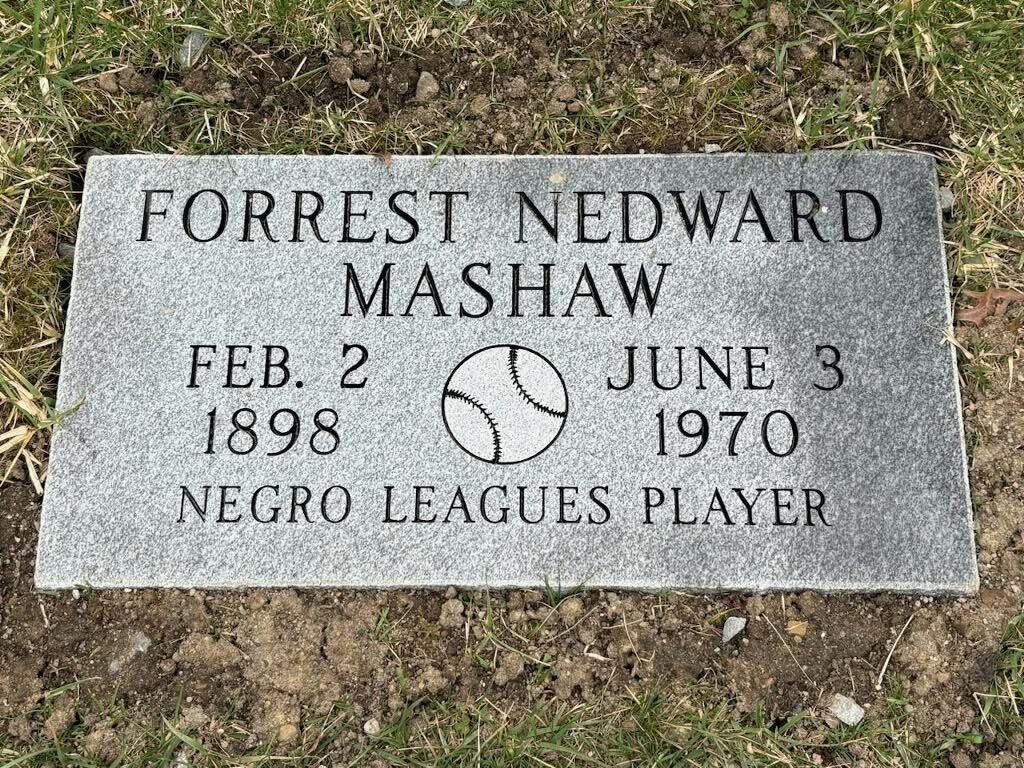 FORREST NEDWARD
MASHAW
FEB. 2
1898
JUNE 3
1970
NEGRO LEAGUES PLAYER